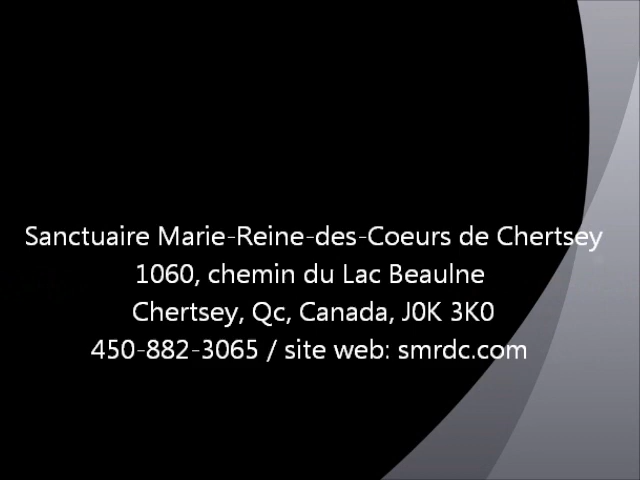 Sanctuaire Marie-Reine-des-Coeurs de Chertsey
1060, chemin du Lac Beaulne
Chertsey, Qc, Canada, J0K 3K0
450-882-3065 / site web: smrdc.com